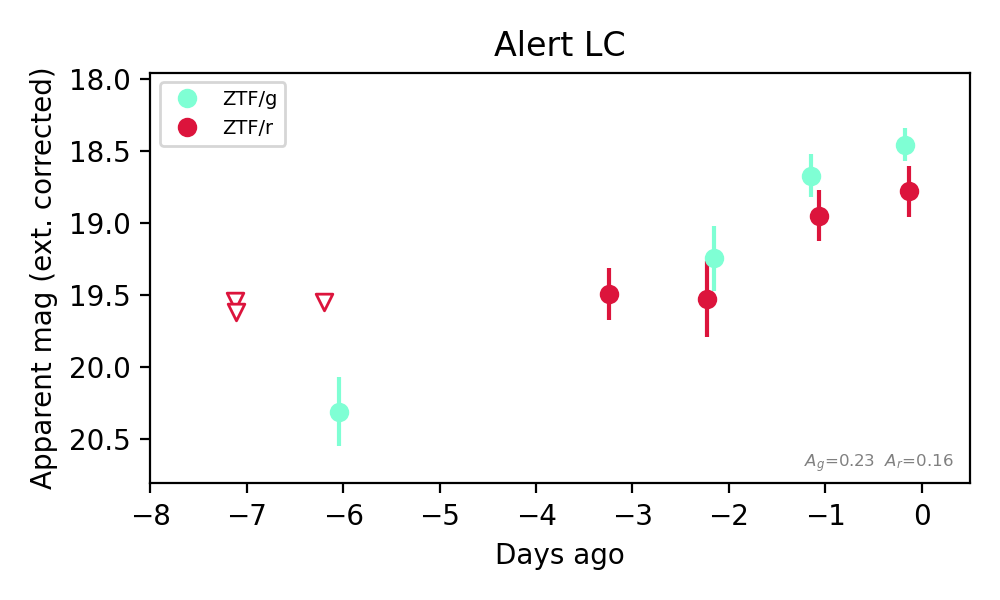 Alert LC
Apparent mag (ext. corrected)
18.0
18.5
19.0
19.5
20.0
20.5
ZTF/g
ZTF/r
A_g=0.23 A_r=0.16
−8 −7 −6 −5 −4 −3 −2 −1 0
Days ago